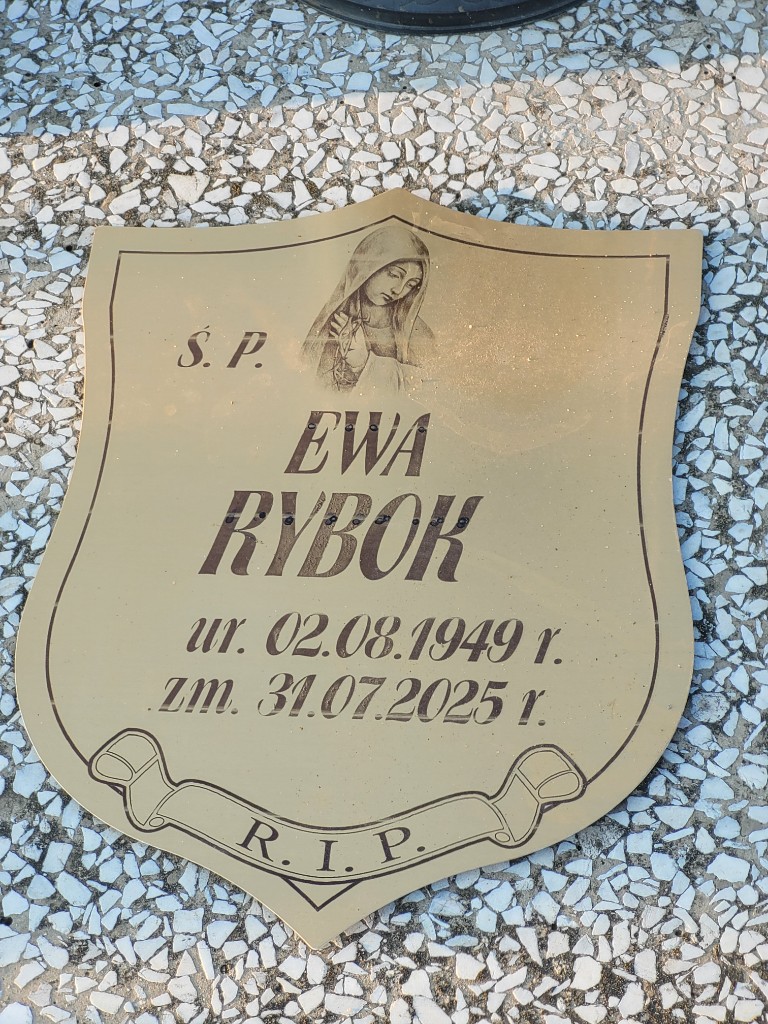 Ś. P.
EWA
RYBOK
ur. 02.08.1949 r.
zm. 31.07.2025 r.
R. I. P.